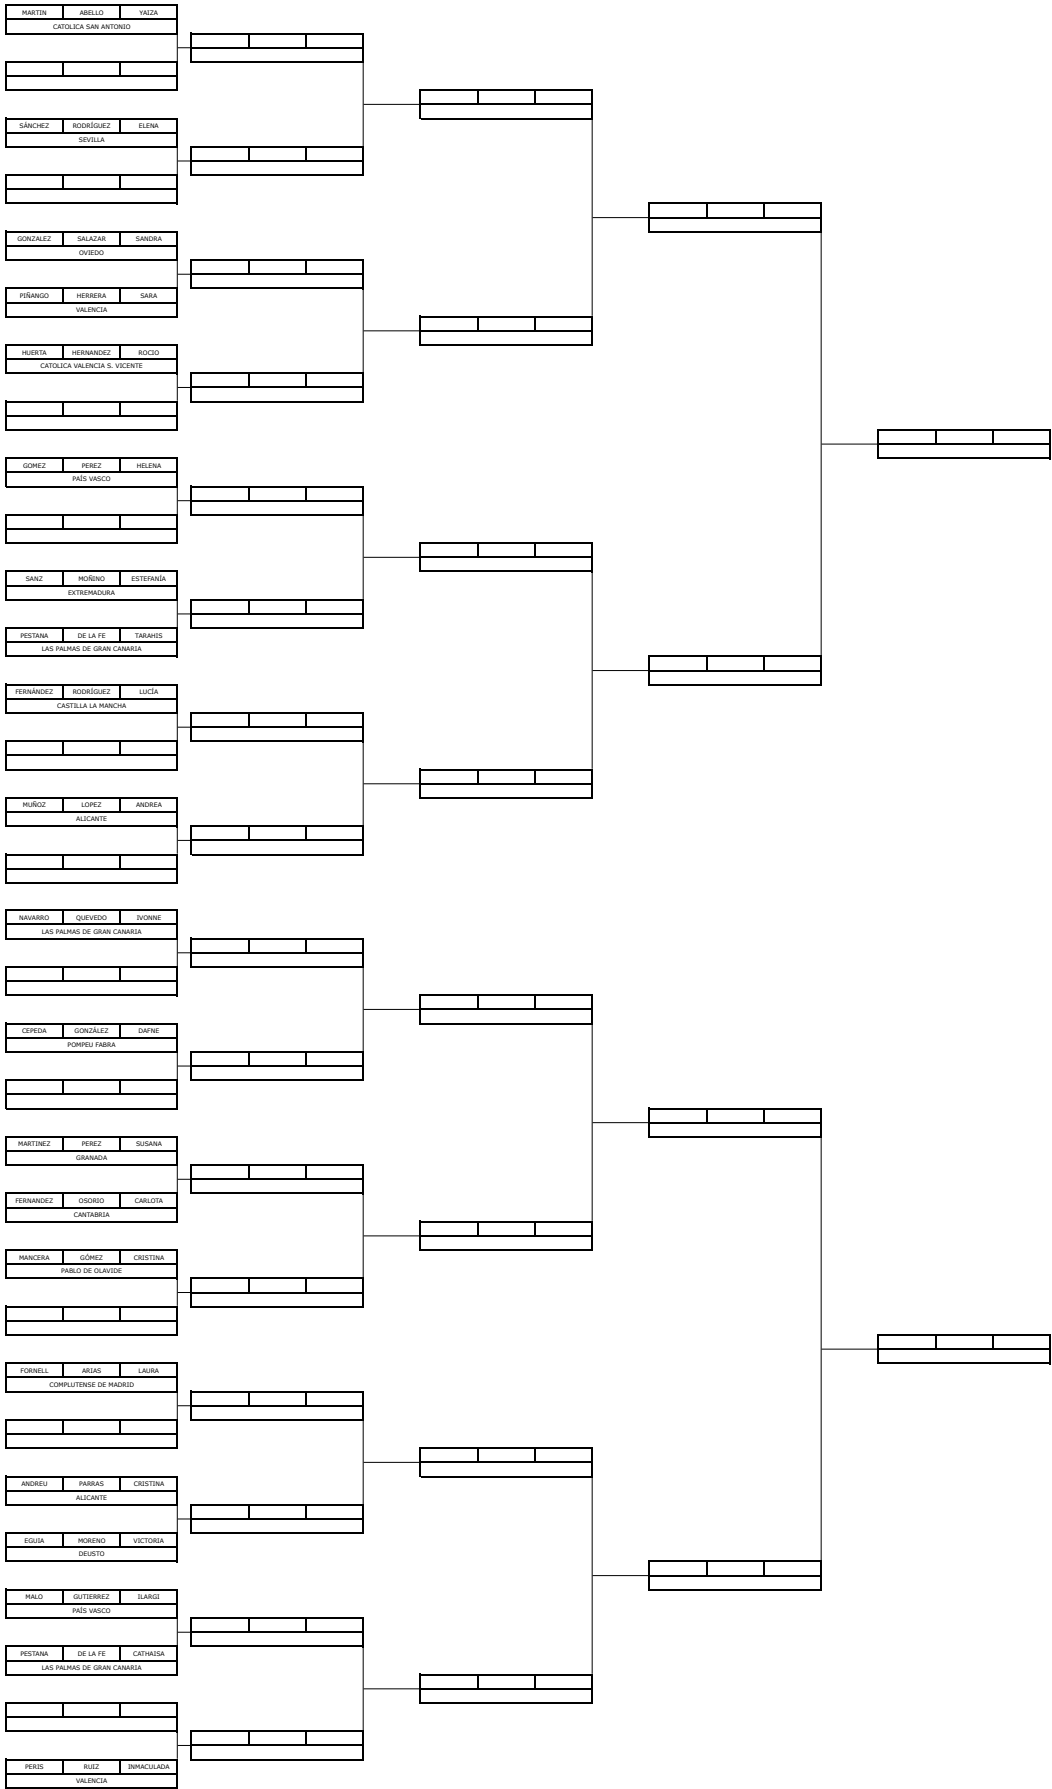 MARTIN ABELLO YAIZA
CATOLICA SAN ANTONIO
SÁNCHEZ RODRÍGUEZ ELENA
SEVILLA
GONZALEZ SALAZAR SANDRA
OVIEDO
PIÑANGO HERRERA SARA
VALENCIA
HUERTA HERNANDEZ ROCIO
CATOLICA VALENCIA S. VICENTE
GOMEZ PEREZ HELENA
PAÍS VASCO
SANZ MOÑINO ESTEFANÍA
EXTREMADURA
PESTANA DE LA FE TARAHIS
LAS PALMAS DE GRAN CANARIA
FERNÁNDEZ RODRÍGUEZ LUCÍA
CASTILLA LA MANCHA
MUÑOZ LOPEZ ANDREA
ALICANTE
NAVARRO QUEVEDO IVONNE
LAS PALMAS DE GRAN CANARIA
CEPEDA GONZÁLEZ DAFNE
POMPEU FABRA
MARTINEZ PEREZ SUSANA
GRANADA
FERNANDEZ OSORIO CARLOTA
CANTABRIA
MANCERA GÓMEZ CRISTINA
PABLO DE OLAVIDE
FORNELL ARIAS LAURA
COMPLUTENSE DE MADRID
ANDREU PARRAS CRISTINA
ALICANTE
EGUIA MORENO VICTORIA
DEUSTO
MALO GUTIERREZ ILARGI
PAÍS VASCO
PESTANA DE LA FE CATHAISA
LAS PALMAS DE GRAN CANARIA
PERIS RUIZ INMACULADA
VALENCIA